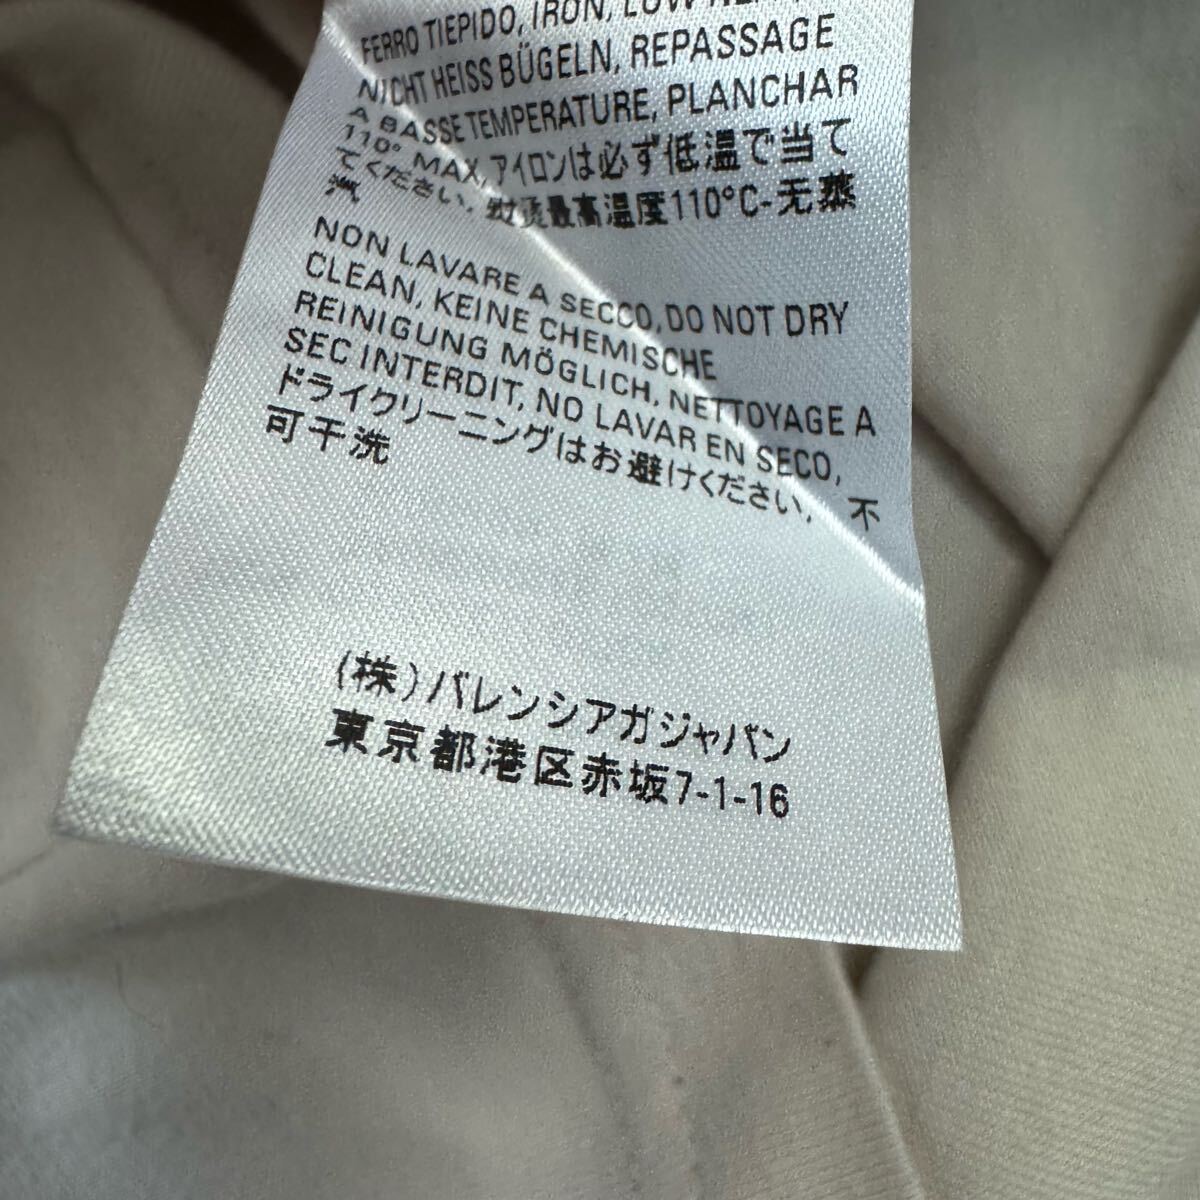 FERRO TIEPIDO, IRON, LOW HEAT
NICHT HEISS BÜGELN, REPASSAGE
A BASSE TEMPERATURE, PLANCHAR
110° MAX, アイロンは必ず低温で当て
てください. 最高温度110°C-无蒸
汽
NON LAVARE A SECCO, DO NOT DRY
CLEAN, KEINE CHEMISCHE
REINIGUNG MÖGLICH, NETTOYAGE A
SEC INTERDIT, NO LAVAR EN SECO,
ドライクリーニングはお避けください. 不
可干洗
(株)バレンシアガジャパン
東京都港区赤坂7-1-16